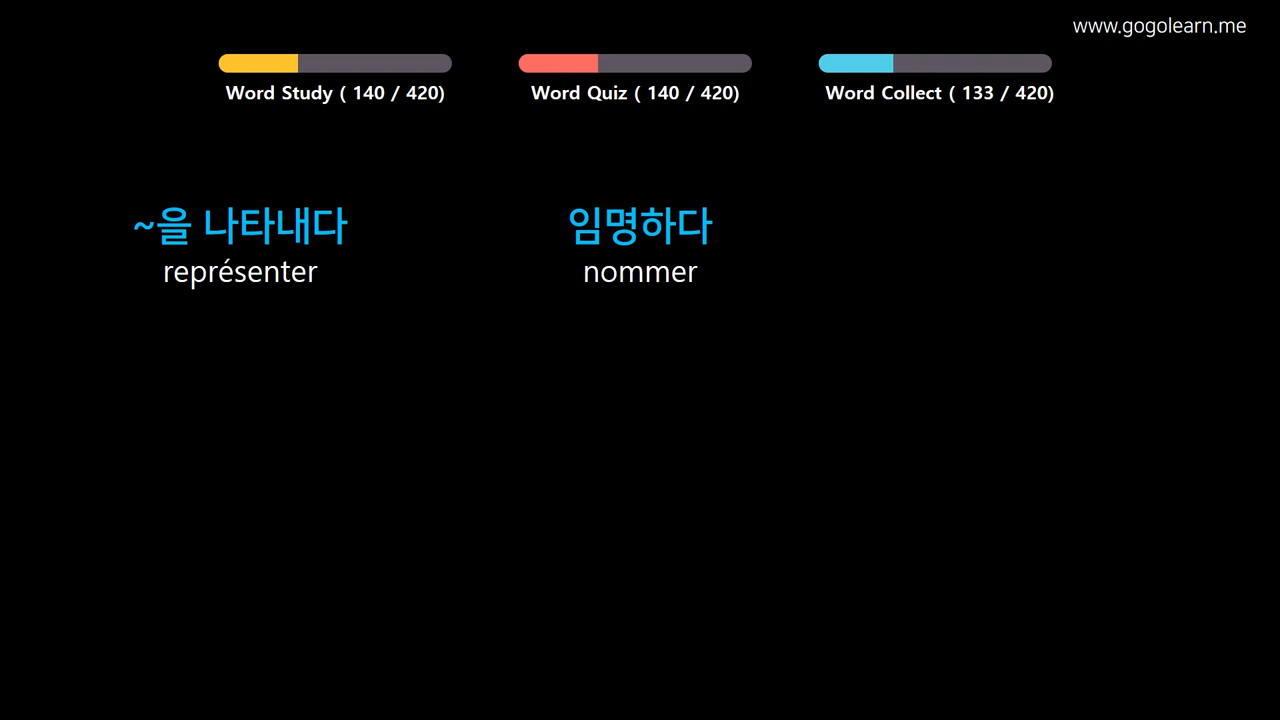 www.gogolearn.me
Word Study ( 140 / 420)
Word Quiz ( 140 / 420)
Word Collect ( 133 / 420)
~을 나타내다
représenter
임명하다
nommer